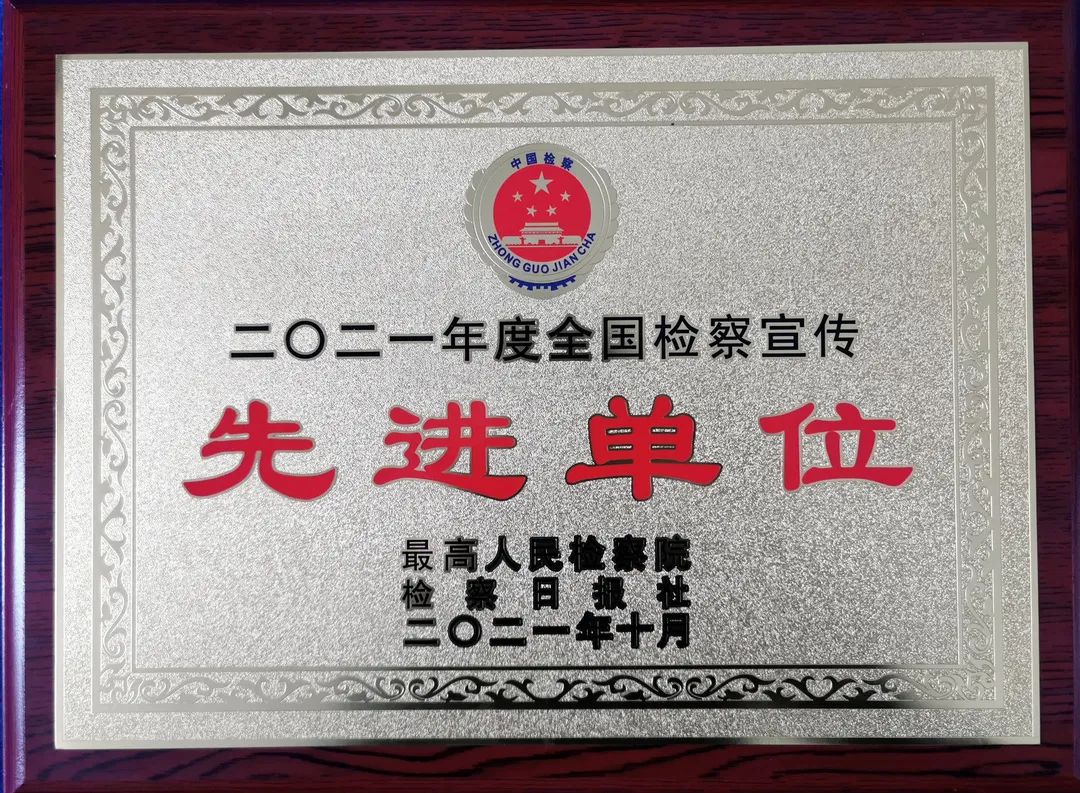 中国检察
ZHONG GUO JIAN CHA
二〇二一年度全国检察宣传
先进单位
最高人民检察院
检察日报社
二〇二一年十月